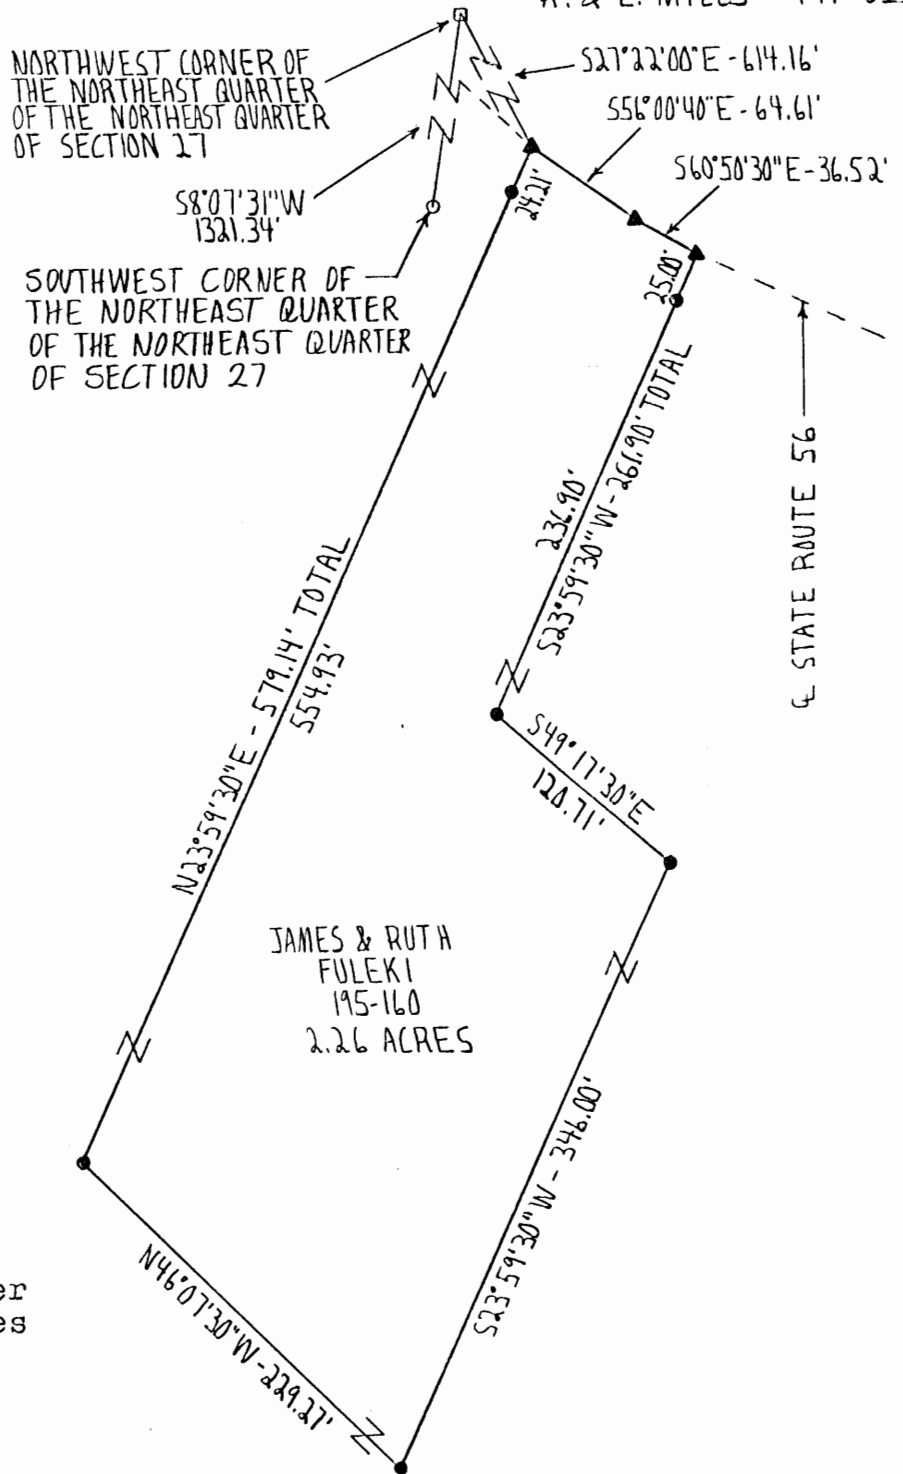 NORTHWEST CORNER OF
THE NORTHEAST QUARTER
OF THE NORTHEAST QUARTER
OF SECTION 27
S27°22'00"E - 614.16'
S56°00'40"E - 64.61'
S60°50'30"E - 36.52'
S8°07'31"W
1321.34'
SOUTHWEST CORNER OF
THE NORTHEAST QUARTER
OF THE NORTHEAST QUARTER
OF SECTION 27
24.21'
25.00'
236.90'
S23°59'30"W - 261.90' TOTAL
℄ STATE ROUTE 56
N23°59'30"E - 579.14' TOTAL
554.93'
S49°17'30"E
120.71'
JAMES & RUTH
FULEKI
195-160
2.26 ACRES
S23°59'30"W - 346.00'
N46°07'30"W - 229.27'
er
es